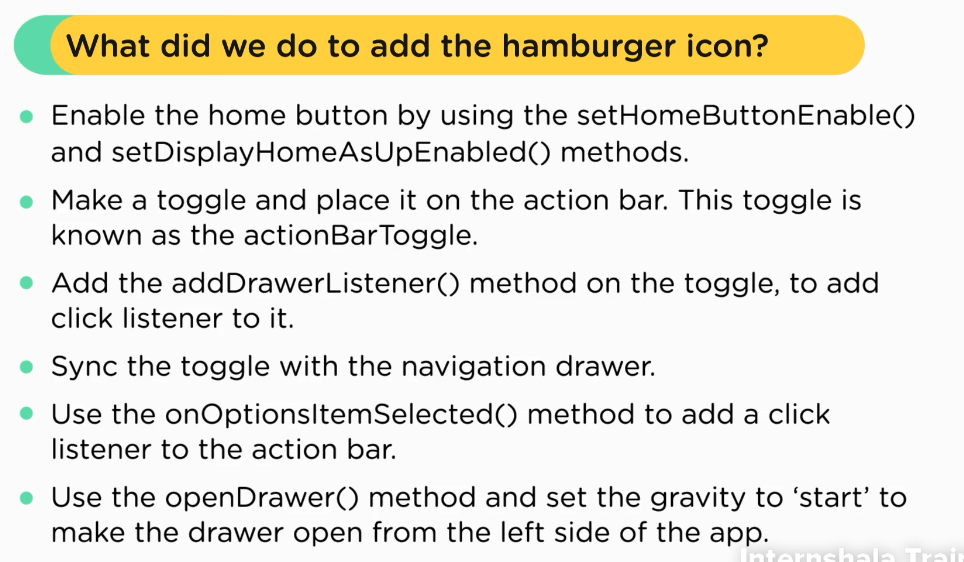 What did we do to add the hamburger icon?
Enable the home button by using the setHomeButtonEnable()
and setDisplayHomeAsUpEnabled() methods.
Make a toggle and place it on the action bar. This toggle is
known as the actionBarToggle.
Add the addDrawerListener() method on the toggle, to add
click listener to it.
Sync the toggle with the navigation drawer.
Use the onOptionsItemSelected() method to add a click
listener to the action bar.
Use the openDrawer() method and set the gravity to ‘start’ to
make the drawer open from the left side of the app.
Internshala